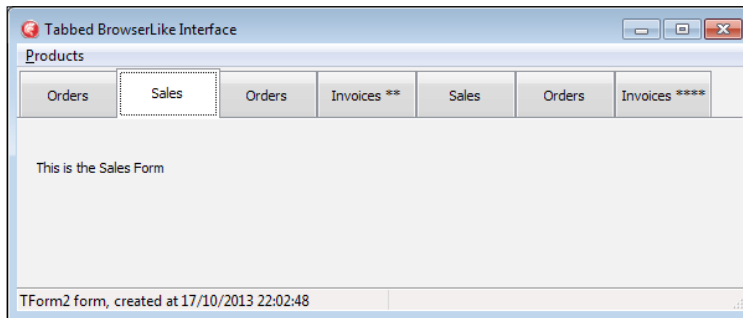 Tabbed BrowserLike Interface
Products
Orders Sales Orders Invoices ** Sales Orders Invoices ****
This is the Sales Form
TForm2 form, created at 17/10/2013 22:02:48